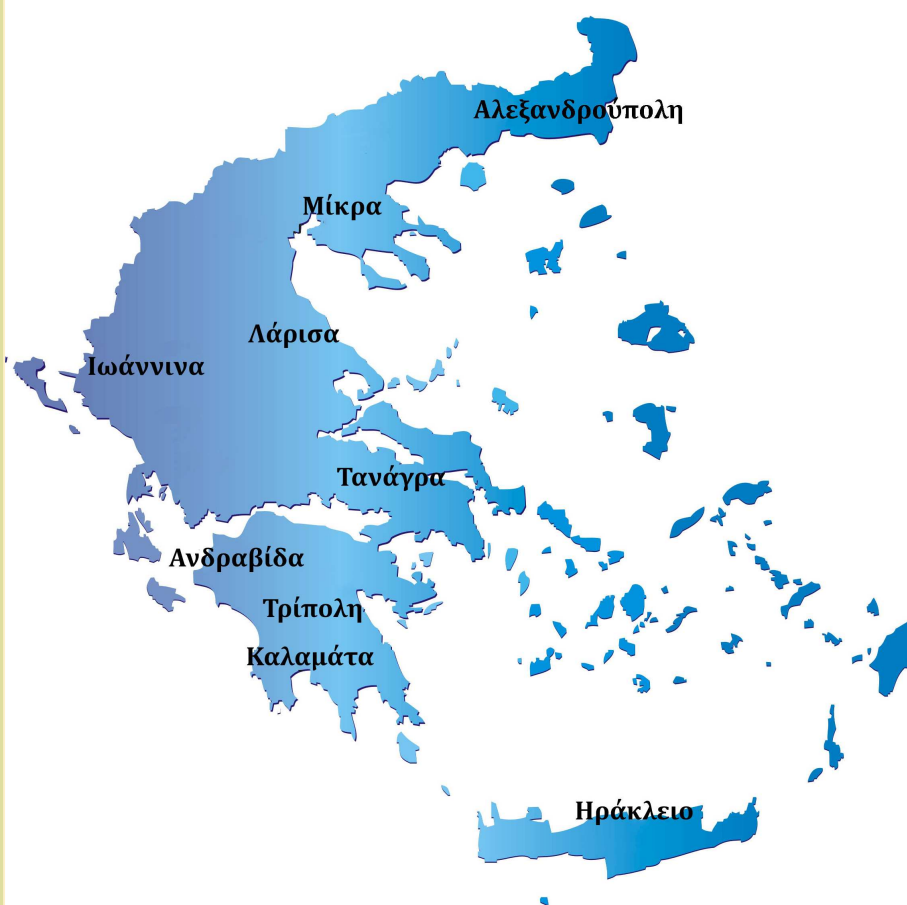 Αλεξανδρούπολη
Μίκρα
Λάρισα
Ιωάννινα
Τανάγρα
Ανδραβίδα
Τρίπολη
Καλαμάτα
Ηράκλειο